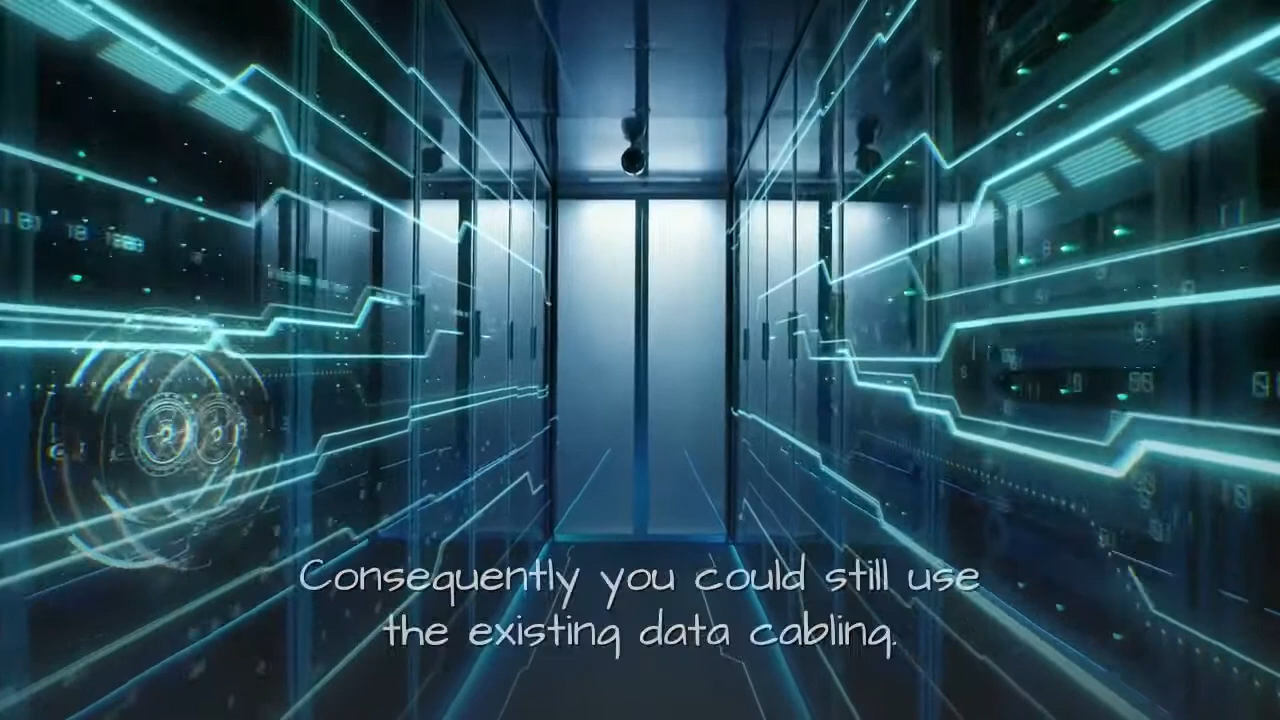 Consequently you could still use
the existing data cabling.